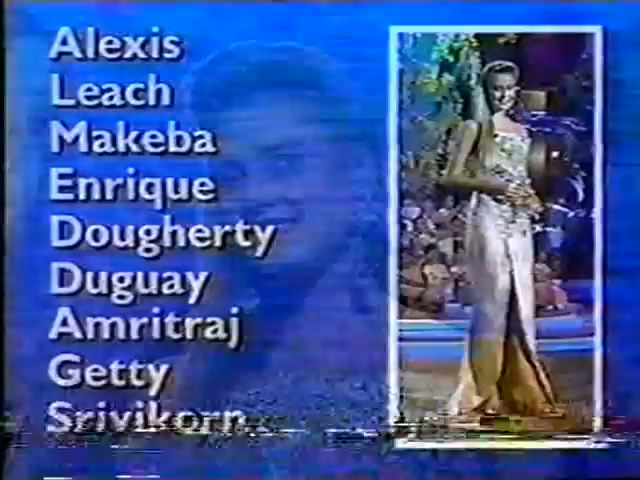 Alexis
Leach
Makeba
Enrique
Dougherty
Duguay
Amritraj
Getty
Srivikorn